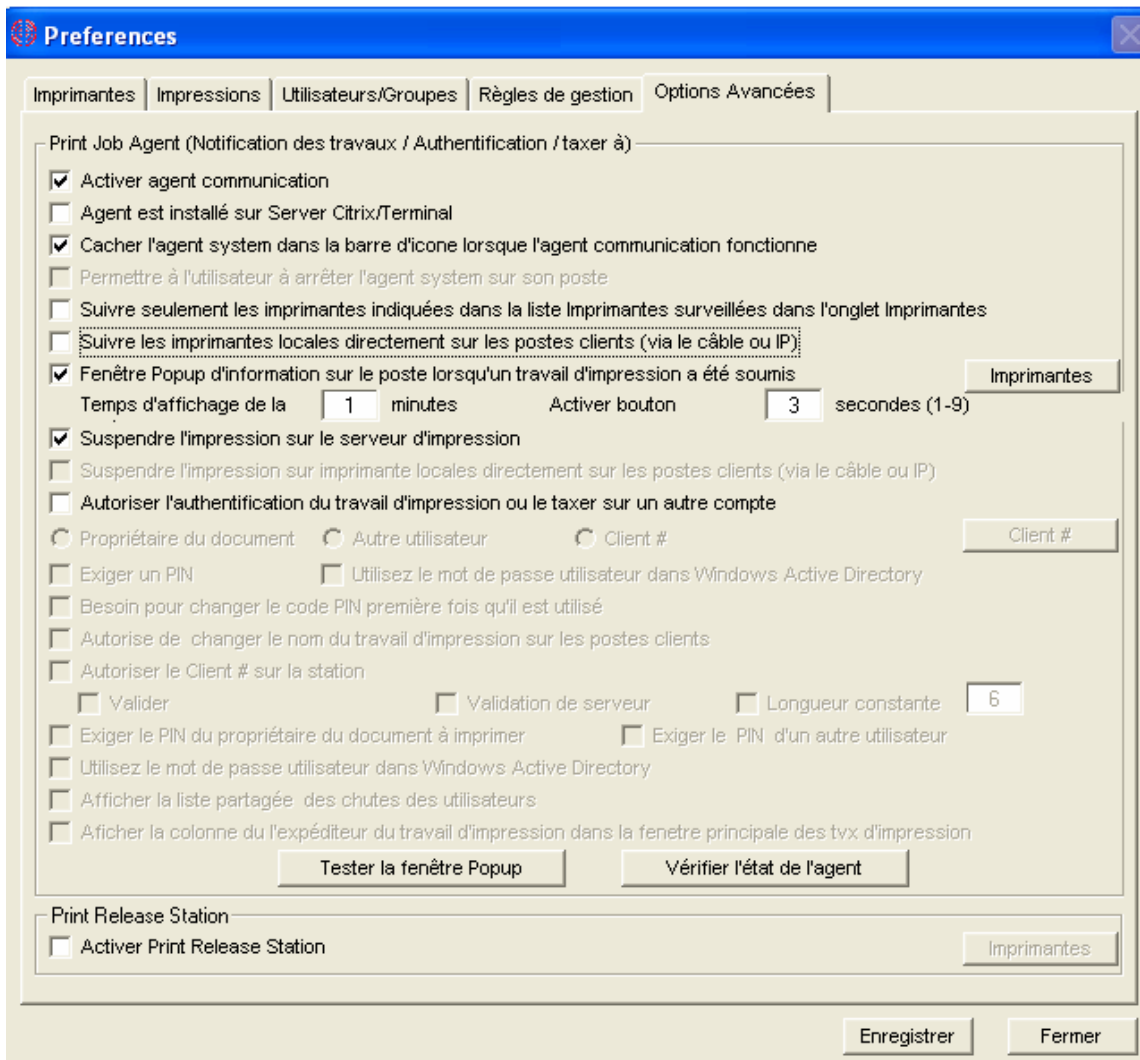 Preferences
Imprimantes Impressions Utilisateurs/Groupes Règles de gestion Options Avancées
Print Job Agent (Notification des travaux / Authentification / taxer à)
Activer agent communication
Agent est installé sur Server Citrix/Terminal
Cacher l'agent system dans la barre d'icone lorsque l'agent communication fonctionne
Permettre à l'utilisateur à arrêter l'agent system sur son poste
Suivre seulement les imprimantes indiquées dans la liste Imprimantes surveillées dans l'onglet Imprimantes
Suivre les imprimantes locales directement sur les postes clients (via le câble ou IP)
Fenêtre Popup d'information sur le poste lorsqu'un travail d'impression a été soumis Imprimantes
Temps d'affichage de la 1 minutes Activer bouton 3 secondes (1-9)
Suspendre l'impression sur le serveur d'impression
Suspendre l'impression sur imprimante locales directement sur les postes clients (via le câble ou IP)
Autoriser l'authentification du travail d'impression ou le taxer sur un autre compte
Propriétaire du document Autre utilisateur Client # Client #
Exiger un PIN Utilisez le mot de passe utilisateur dans Windows Active Directory
Besoin pour changer le code PIN première fois qu'il est utilisé
Autorise de changer le nom du travail d'impression sur les postes clients
Autoriser le Client # sur la station
Valider Validation de serveur Longueur constante 6
Exiger le PIN du propriétaire du document à imprimer Exiger le PIN d'un autre utilisateur
Utilisez le mot de passe utilisateur dans Windows Active Directory
Afficher la liste partagée des chutes des utilisateurs
Aficher la colonne du l'expéditeur du travail d'impression dans la fenetre principale des tvx d'impression
Tester la fenêtre Popup Vérifier l'état de l'agent
Print Release Station
Activer Print Release Station Imprimantes
Enregistrer Fermer